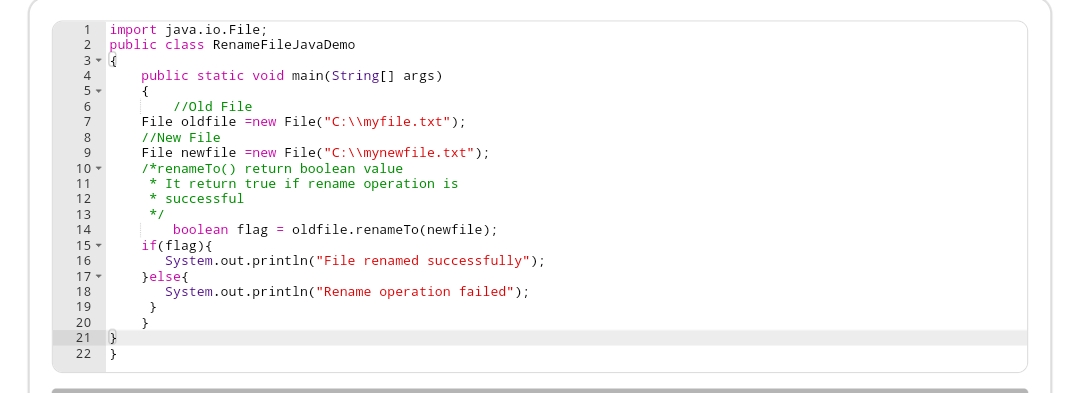 1 import java.io.File;
2 public class RenameFileJavaDemo
3 {
4     public static void main(String[] args)
5     {
6         //Old File
7     File oldfile =new File("C:\\myfile.txt");
8     //New File
9     File newfile =new File("C:\\mynewfile.txt");
10     /*renameTo() return boolean value
11      * It return true if rename operation is
12      * successful
13      */
14         boolean flag = oldfile.renameTo(newfile);
15     if(flag){
16        System.out.println("File renamed successfully");
17     }else{
18        System.out.println("Rename operation failed");
19      }
20     }
21 }
22 }